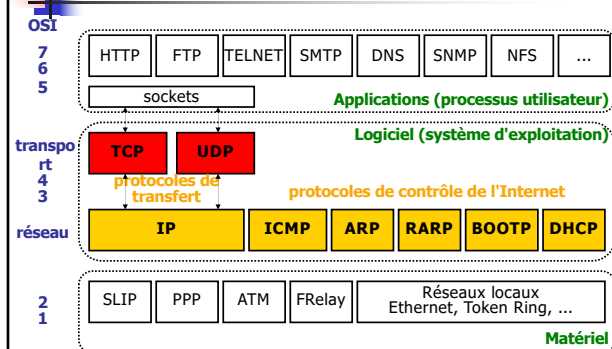 OSI
7
6
5
HTTP FTP TELNET SMTP DNS SNMP NFS ...
sockets
Applications (processus utilisateur)
Logiciel (système d'exploitation)
transpo
rt
4
3
réseau
TCP UDP
protocoles de
transfert
protocoles de contrôle de l'Internet
IP ICMP ARP RARP BOOTP DHCP
2
1
SLIP PPP ATM FRelay
Réseaux locaux
Ethernet, Token Ring, ...
Matériel